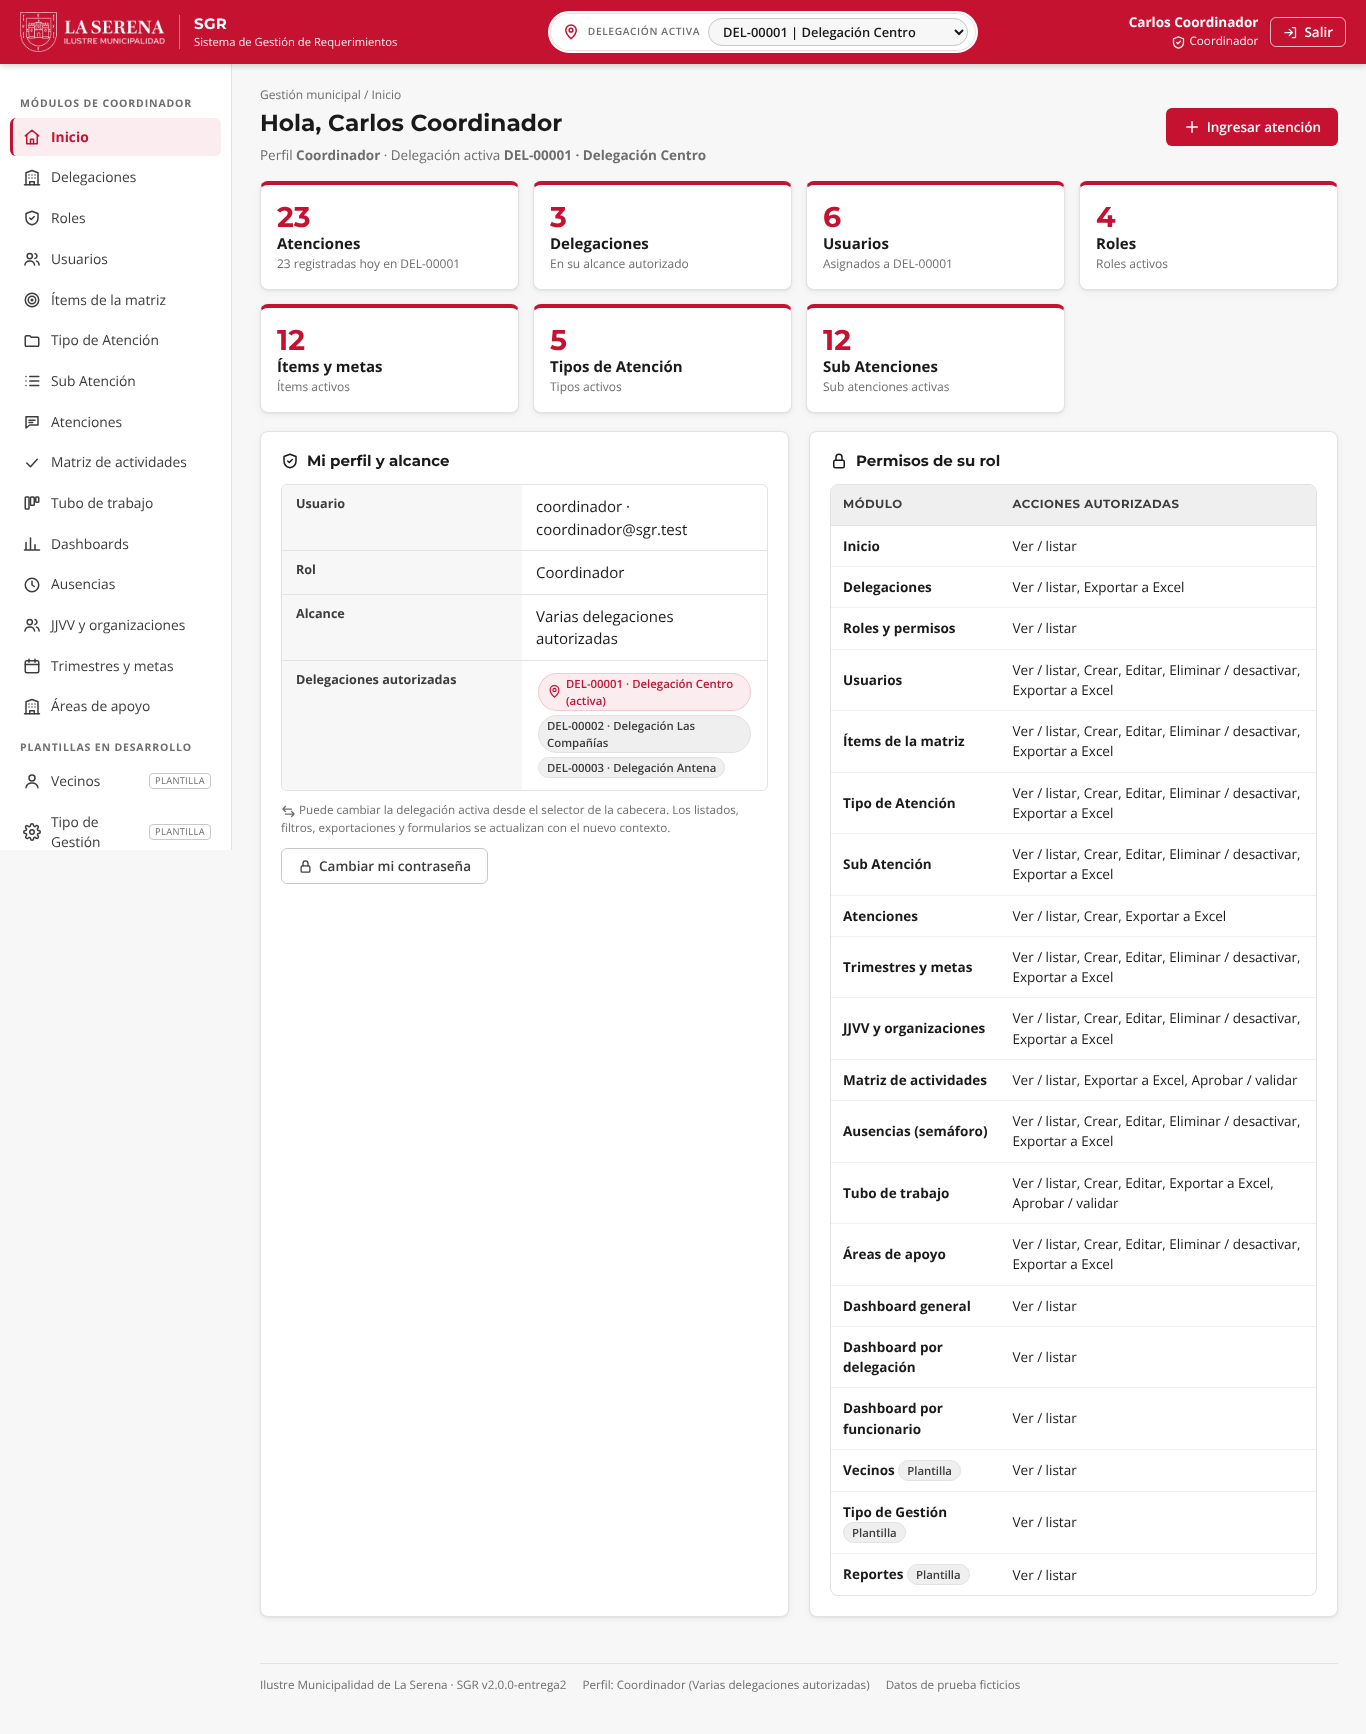 LA SERENA
ILUSTRE MUNICIPALIDAD
SGR
Sistema de Gestión de Requerimientos
DELEGACIÓN ACTIVA
DEL-00001 | Delegación Centro
Carlos Coordinador
Coordinador
Salir
MÓDULOS DE COORDINADOR
Inicio
Delegaciones
Roles
Usuarios
Ítems de la matriz
Tipo de Atención
Sub Atención
Atenciones
Matriz de actividades
Tubo de trabajo
Dashboards
Ausencias
JJVV y organizaciones
Trimestres y metas
Áreas de apoyo
PLANTILLAS EN DESARROLLO
Vecinos PLANTILLA
Tipo de
Gestión PLANTILLA
Gestión municipal / Inicio
Hola, Carlos Coordinador
Perfil Coordinador · Delegación activa DEL-00001 · Delegación Centro
Ingresar atención
23
Atenciones
23 registradas hoy en DEL-00001
3
Delegaciones
En su alcance autorizado
6
Usuarios
Asignados a DEL-00001
4
Roles
Roles activos
12
Ítems y metas
Ítems activos
5
Tipos de Atención
Tipos activos
12
Sub Atenciones
Sub atenciones activas
Mi perfil y alcance
Usuario
coordinador ·
coordinador@sgr.test
Rol
Coordinador
Alcance
Varias delegaciones
autorizadas
Delegaciones autorizadas
DEL-00001 · Delegación Centro
(activa)
DEL-00002 · Delegación Las
Compañías
DEL-00003 · Delegación Antena
Puede cambiar la delegación activa desde el selector de la cabecera. Los listados,
filtros, exportaciones y formularios se actualizan con el nuevo contexto.
Cambiar mi contraseña
Permisos de su rol
MÓDULO ACCIONES AUTORIZADAS
Inicio Ver / listar
Delegaciones Ver / listar, Exportar a Excel
Roles y permisos Ver / listar
Usuarios Ver / listar, Crear, Editar, Eliminar / desactivar,
Exportar a Excel
Ítems de la matriz Ver / listar, Crear, Editar, Eliminar / desactivar,
Exportar a Excel
Tipo de Atención Ver / listar, Crear, Editar, Eliminar / desactivar,
Exportar a Excel
Sub Atención Ver / listar, Crear, Editar, Eliminar / desactivar,
Exportar a Excel
Atenciones Ver / listar, Crear, Exportar a Excel
Trimestres y metas Ver / listar, Crear, Editar, Eliminar / desactivar,
Exportar a Excel
JJVV y organizaciones Ver / listar, Crear, Editar, Eliminar / desactivar,
Exportar a Excel
Matriz de actividades Ver / listar, Exportar a Excel, Aprobar / validar
Ausencias (semáforo) Ver / listar, Crear, Editar, Eliminar / desactivar,
Exportar a Excel
Tubo de trabajo Ver / listar, Crear, Editar, Exportar a Excel,
Aprobar / validar
Áreas de apoyo Ver / listar, Crear, Editar, Eliminar / desactivar,
Exportar a Excel
Dashboard general Ver / listar
Dashboard por
delegación Ver / listar
Dashboard por
funcionario Ver / listar
Vecinos Plantilla Ver / listar
Tipo de Gestión
Plantilla Ver / listar
Reportes Plantilla Ver / listar
Ilustre Municipalidad de La Serena · SGR v2.0.0-entrega2 Perfil: Coordinador (Varias delegaciones autorizadas) Datos de prueba ficticios